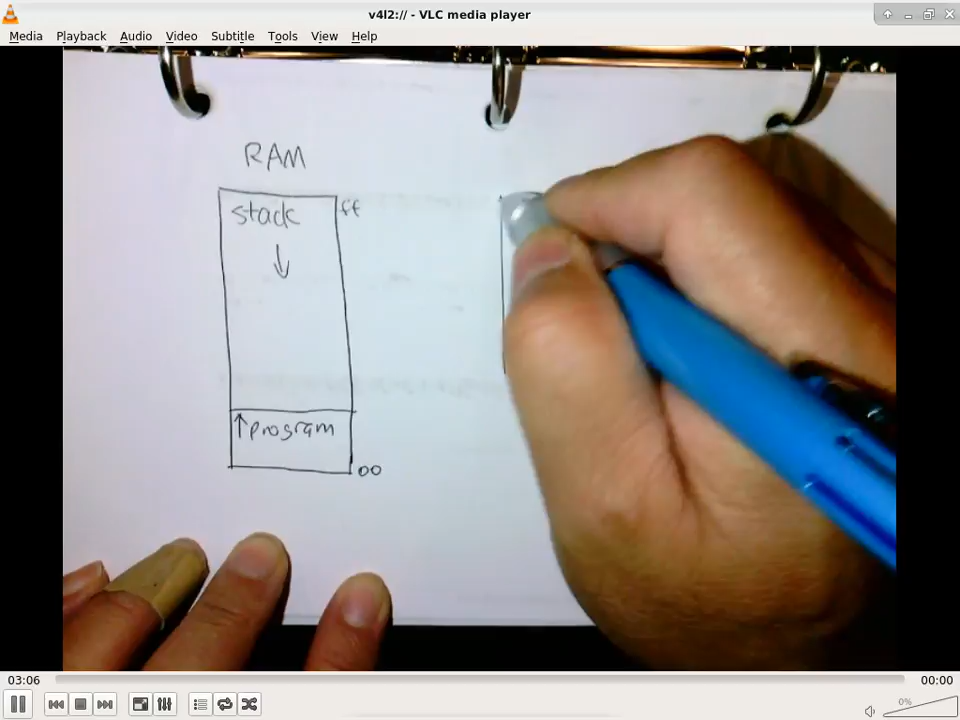 v4l2:// - VLC media player
Media Playback Audio Video Subtitle Tools View Help
RAM
stack
ff
↓
↑program
00
03:06
00:00
0%